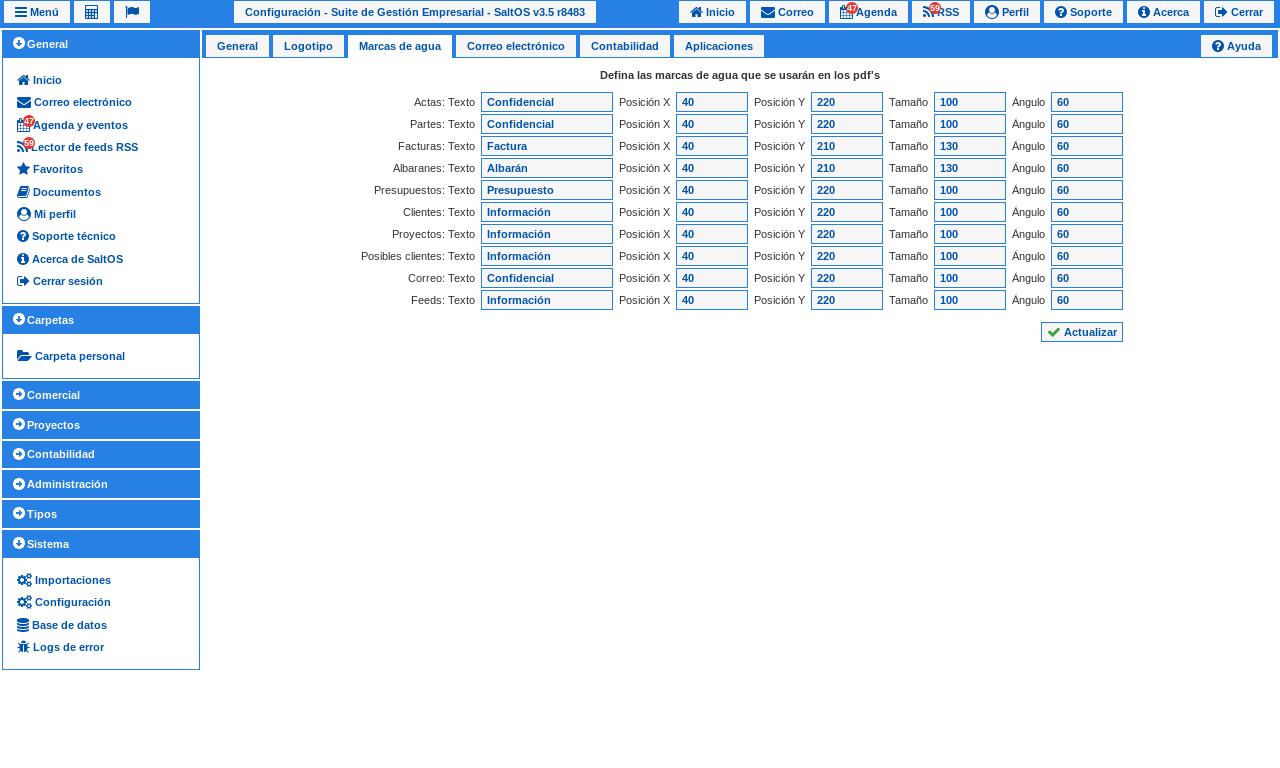 Menú
Configuración - Suite de Gestión Empresarial - SaltOS v3.5 r8483
Inicio
Correo
47 Agenda
59 RSS
Perfil
Soporte
Acerca
Cerrar
General
Inicio
Correo electrónico
47 Agenda y eventos
59 Lector de feeds RSS
Favoritos
Documentos
Mi perfil
Soporte técnico
Acerca de SaltOS
Cerrar sesión
Carpetas
Carpeta personal
Comercial
Proyectos
Contabilidad
Administración
Tipos
Sistema
Importaciones
Configuración
Base de datos
Logs de error
General
Logotipo
Marcas de agua
Correo electrónico
Contabilidad
Aplicaciones
Ayuda
Defina las marcas de agua que se usarán en los pdf's
Actas: Texto Confidencial Posición X 40 Posición Y 220 Tamaño 100 Ángulo 60
Partes: Texto Confidencial Posición X 40 Posición Y 220 Tamaño 100 Ángulo 60
Facturas: Texto Factura Posición X 40 Posición Y 210 Tamaño 130 Ángulo 60
Albaranes: Texto Albarán Posición X 40 Posición Y 210 Tamaño 130 Ángulo 60
Presupuestos: Texto Presupuesto Posición X 40 Posición Y 220 Tamaño 100 Ángulo 60
Clientes: Texto Información Posición X 40 Posición Y 220 Tamaño 100 Ángulo 60
Proyectos: Texto Información Posición X 40 Posición Y 220 Tamaño 100 Ángulo 60
Posibles clientes: Texto Información Posición X 40 Posición Y 220 Tamaño 100 Ángulo 60
Correo: Texto Confidencial Posición X 40 Posición Y 220 Tamaño 100 Ángulo 60
Feeds: Texto Información Posición X 40 Posición Y 220 Tamaño 100 Ángulo 60
Actualizar